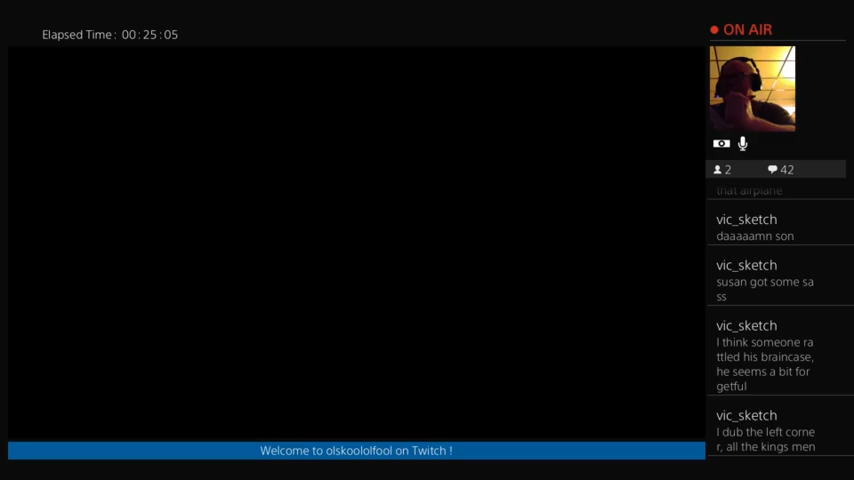 Elapsed Time: 00:25:05
ON AIR
2 42
that airplane
vic_sketch
daaaaamn son
vic_sketch
susan got some sa
ss
vic_sketch
I think someone ra
ttled his braincase,
he seems a bit for
getful
vic_sketch
I dub the left corne
r, all the kings men
Welcome to olskoololfool on Twitch !